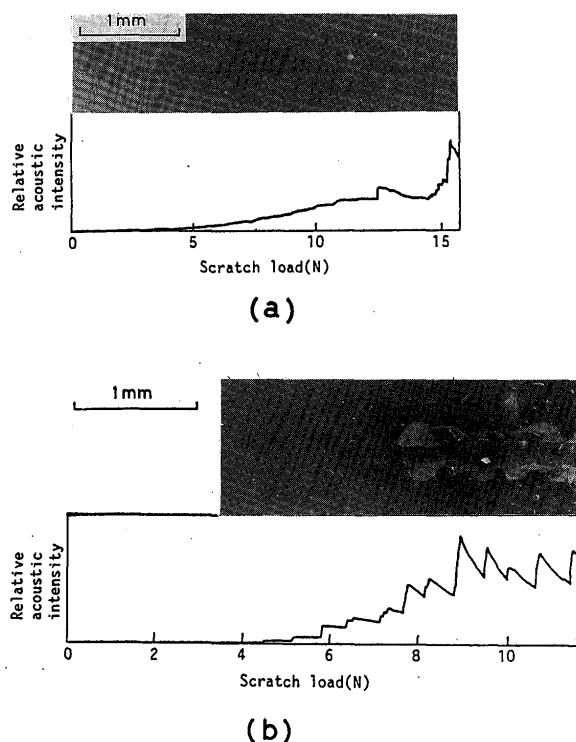 1mm
Relative
acoustic
intensity
0 5 10 15
Scratch load(N)
(a)
1mm
Relative
acoustic
intensity
0 2 4 6 8 10
Scratch load(N)
(b)